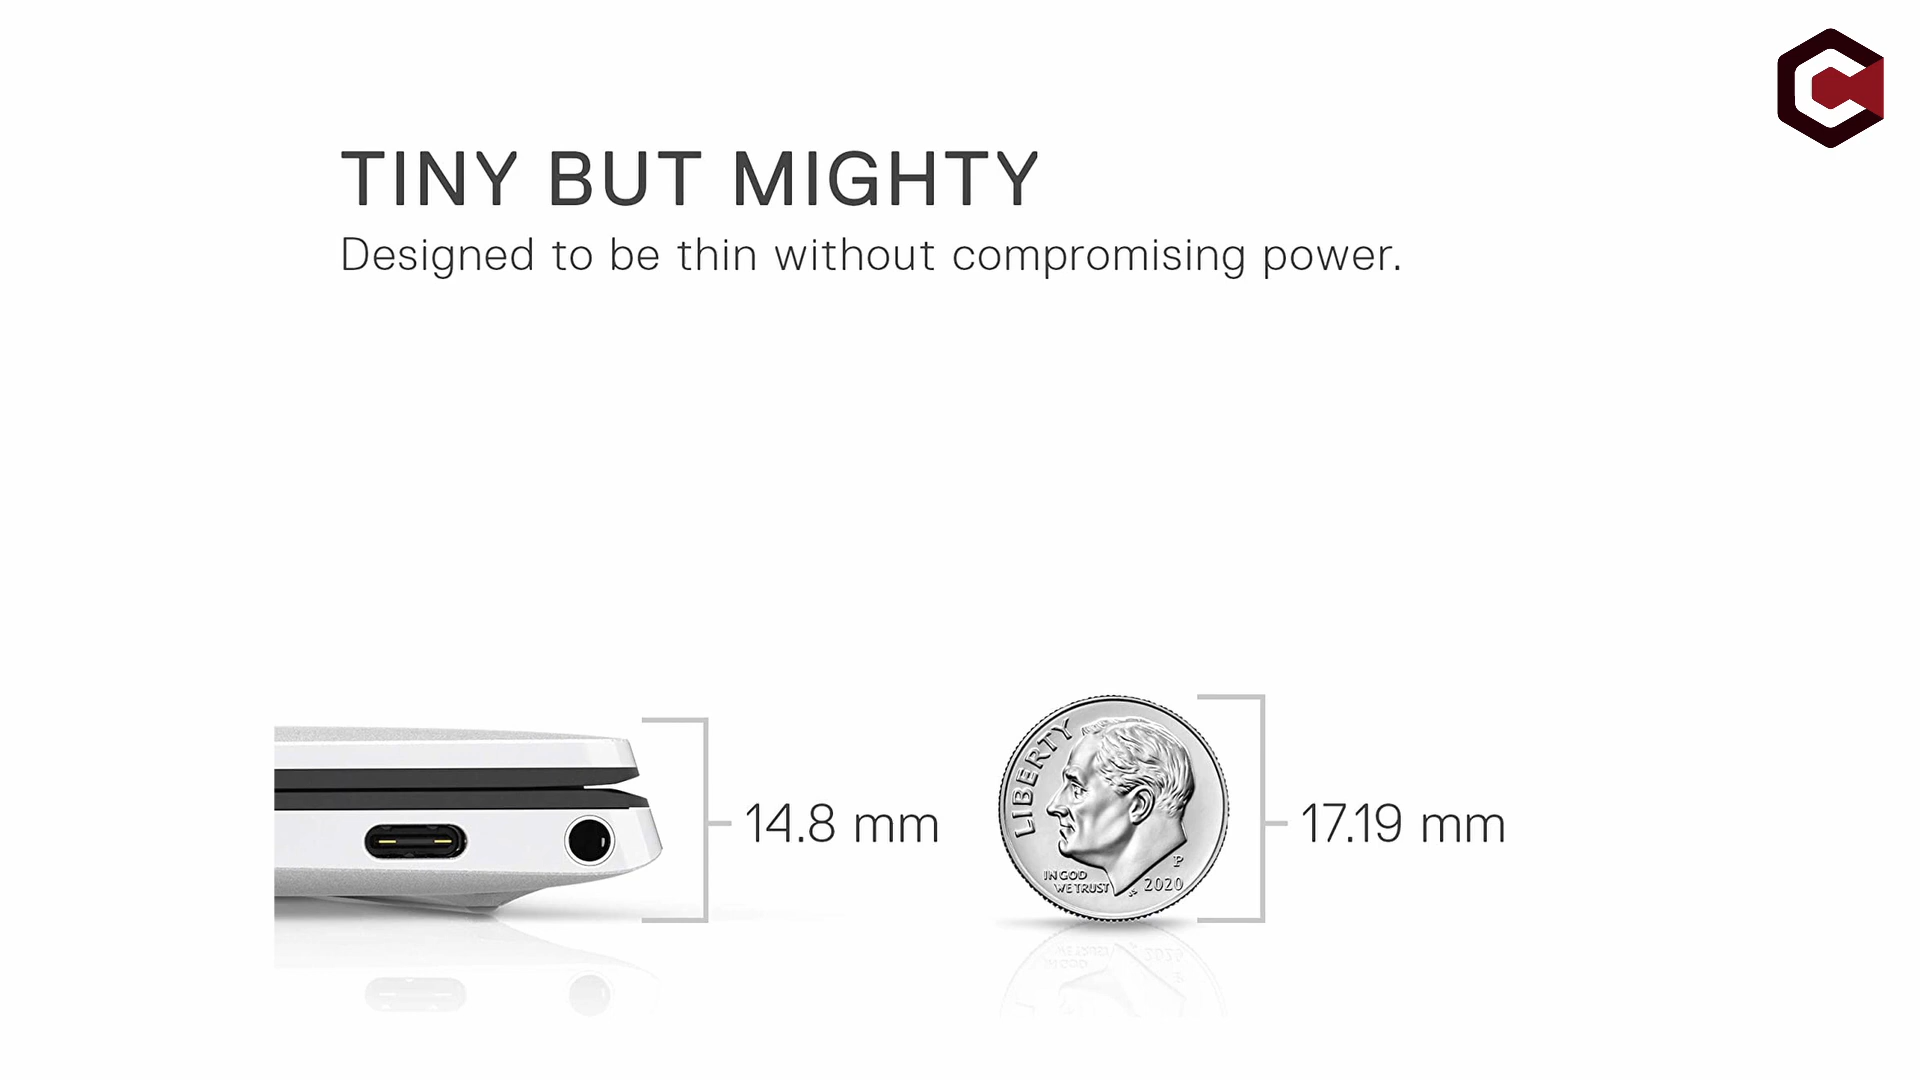 TINY BUT MIGHTY
Designed to be thin without compromising power.
14.8 mm
17.19 mm
LIBERTY
IN GOD
WE TRUST
P
2020